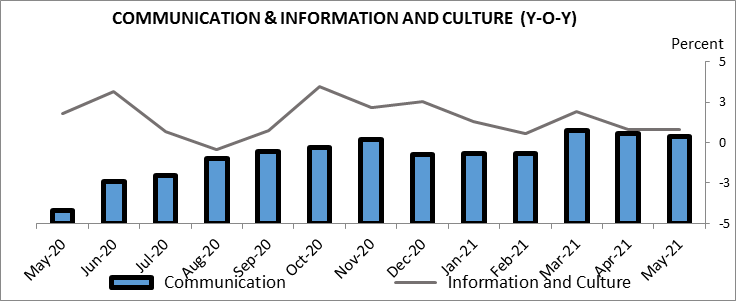 COMMUNICATION & INFORMATION AND CULTURE (Y-O-Y)
Percent
5
3
0
-3
-5
May-20 Jun-20 Jul-20 Aug-20 Sep-20 Oct-20 Nov-20 Dec-20 Jan-21 Feb-21 Mar-21 Apr-21 May-21
Communication Information and Culture